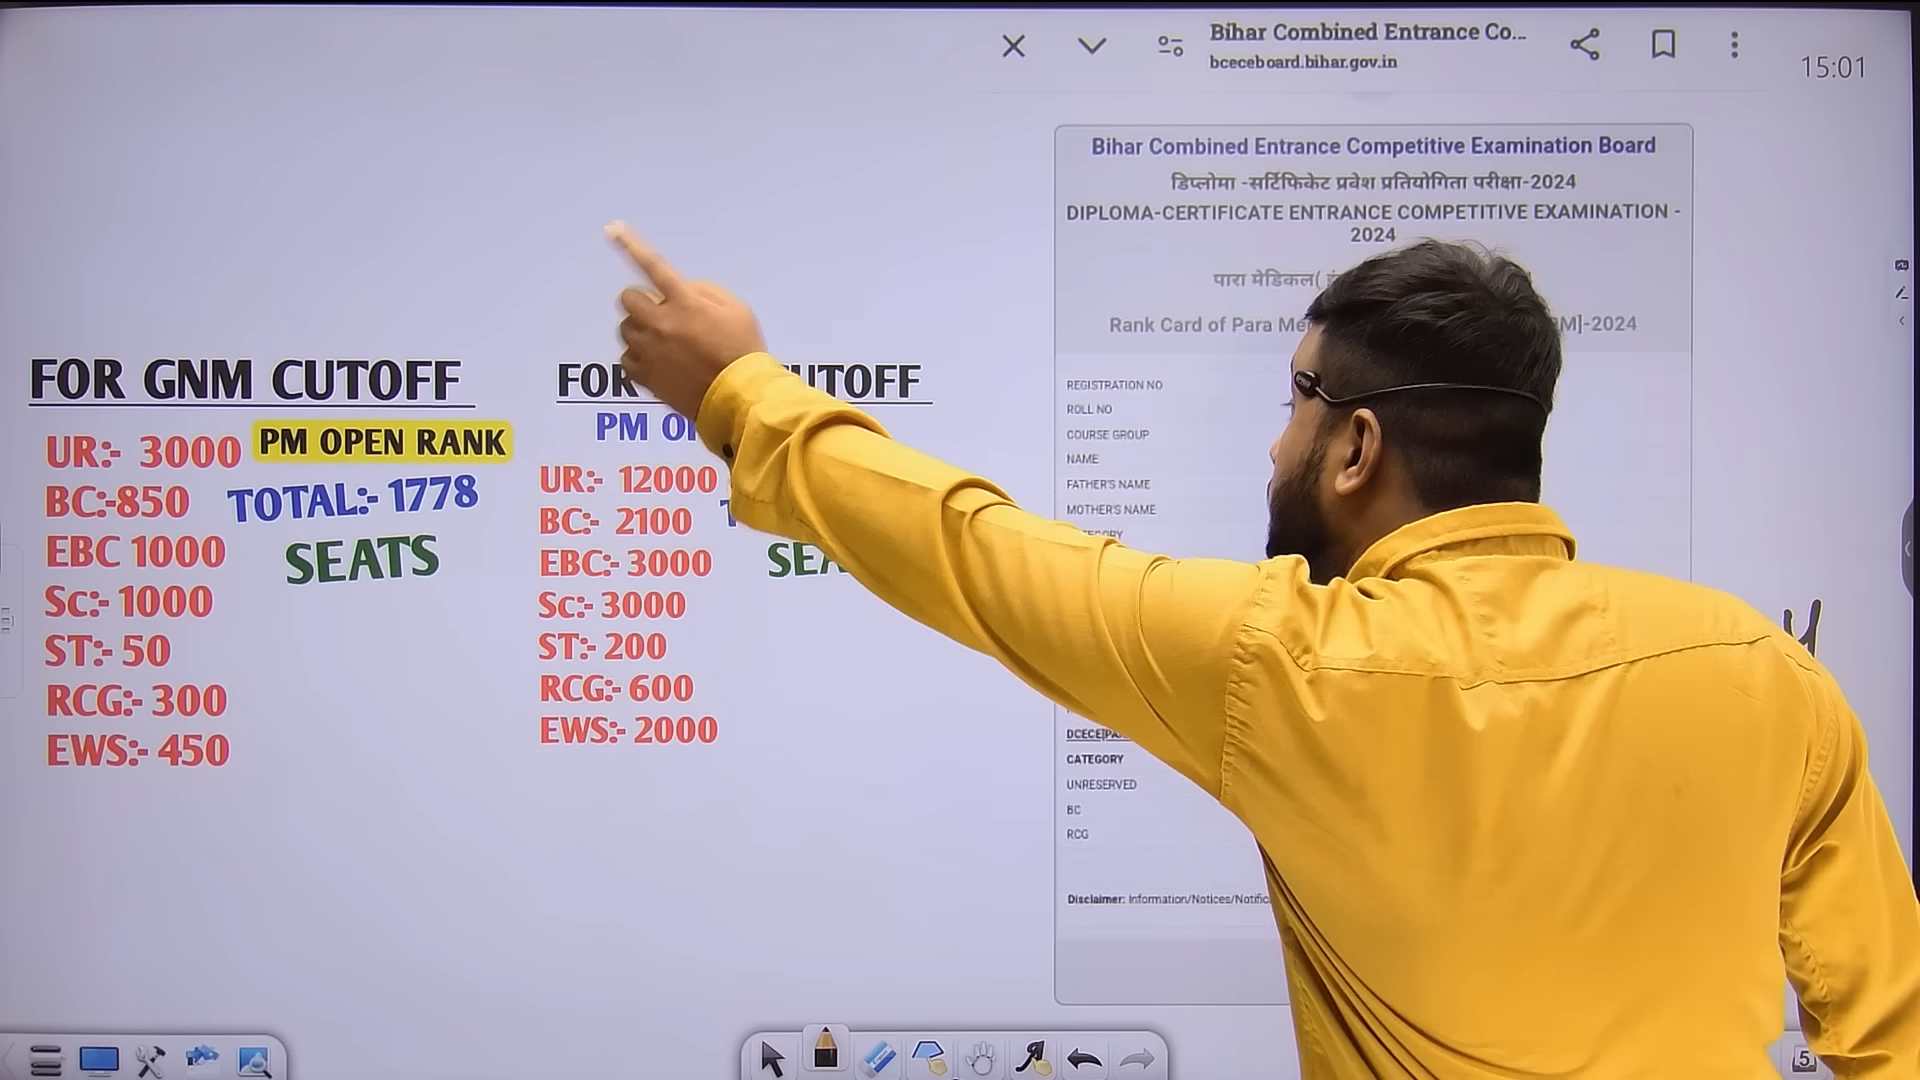 Bihar Combined Entrance Co...
bceceboard.bihar.gov.in
15:01
Bihar Combined Entrance Competitive Examination Board
डिप्लोमा -सर्टिफिकेट प्रवेश प्रतियोगिता परीक्षा-2024
DIPLOMA-CERTIFICATE ENTRANCE COMPETITIVE EXAMINATION -
2024
पारा मेडिकल(
Rank Card of Para M]-2024
FOR GNM CUTOFF
PM OPEN RANK
UR:- 3000
BC:-850
TOTAL:- 1778
EBC 1000
SEATS
Sc:- 1000
ST:- 50
RCG:- 300
EWS:- 450
FOR CUTOFF
PM
UR:- 12000
BC:- 2100
EBC:- 3000
Sc:- 3000
ST:- 200
RCG:- 600
EWS:- 2000
REGISTRATION NO
ROLL NO
COURSE GROUP
NAME
FATHER'S NAME
MOTHER'S NAME
CATEGORY
UNRESERVED
BC
RCG
Disclaimer: Information/Notices/
5